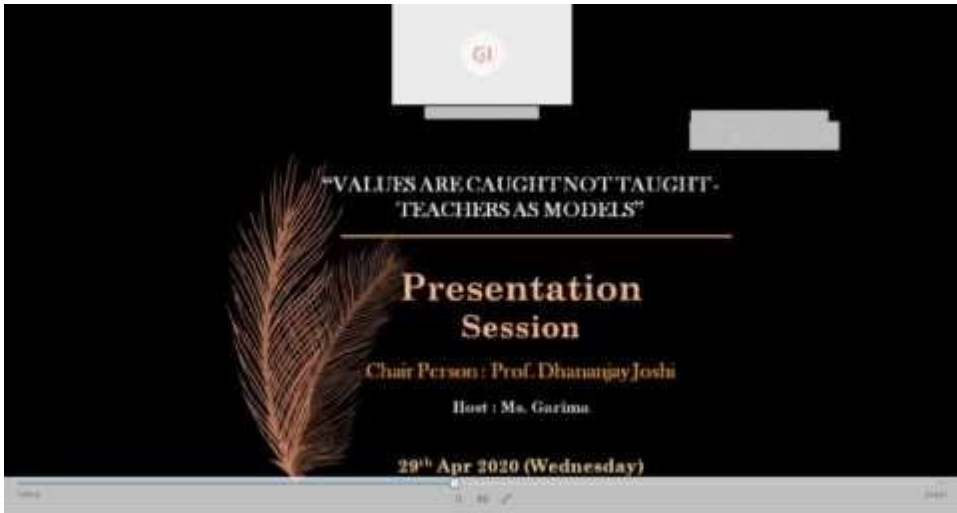 GI
“VALUES ARE CAUGHT NOT TAUGHT-
TEACHERS AS MODELS”
Presentation
Session
Chair Person : Prof. Dhananjay Joshi
Host : Ms. Garima
29th Apr 2020 (Wednesday)